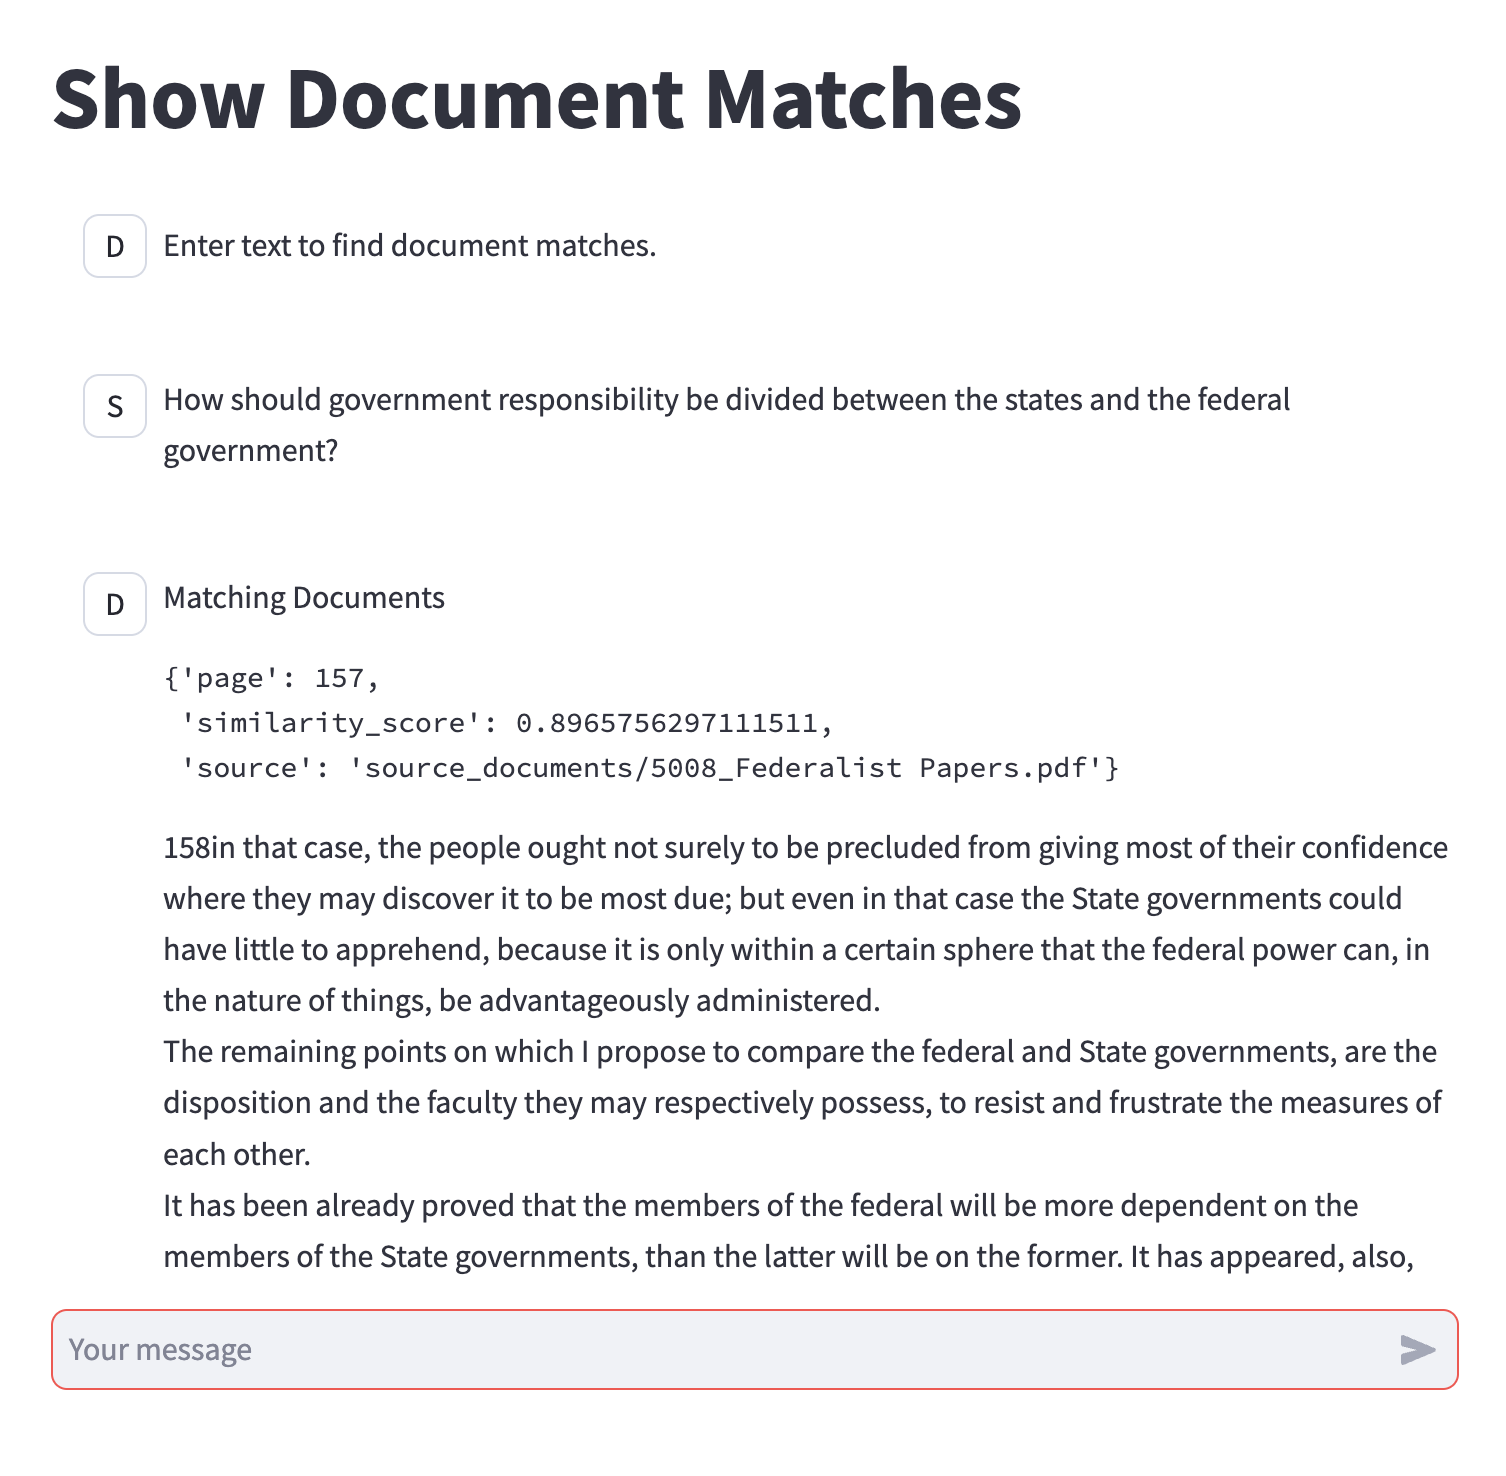 Show Document Matches
D
Enter text to find document matches.
S
How should government responsibility be divided between the states and the federal
government?
D
Matching Documents
{'page': 157,
 'similarity_score': 0.8965756297111511,
 'source': 'source_documents/5008_Federalist Papers.pdf'}
158in that case, the people ought not surely to be precluded from giving most of their confidence
where they may discover it to be most due; but even in that case the State governments could
have little to apprehend, because it is only within a certain sphere that the federal power can, in
the nature of things, be advantageously administered.
The remaining points on which I propose to compare the federal and State governments, are the
disposition and the faculty they may respectively possess, to resist and frustrate the measures of
each other.
It has been already proved that the members of the federal will be more dependent on the
members of the State governments, than the latter will be on the former. It has appeared, also,
Your message